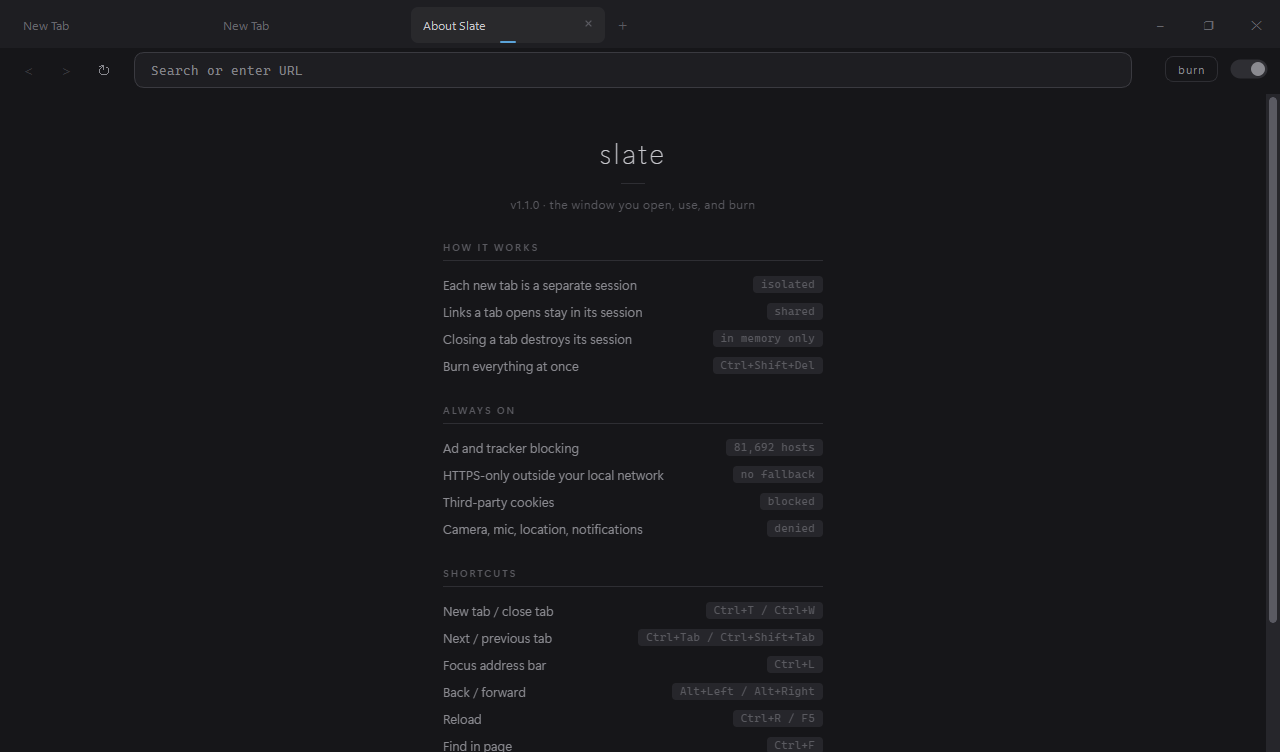 New Tab
New Tab
About Slate
Search or enter URL
burn
slate
v1.1.0 · the window you open, use, and burn
HOW IT WORKS
Each new tab is a separate session isolated
Links a tab opens stay in its session shared
Closing a tab destroys its session in memory only
Burn everything at once Ctrl+Shift+Del
ALWAYS ON
Ad and tracker blocking 81,692 hosts
HTTPS-only outside your local network no fallback
Third-party cookies blocked
Camera, mic, location, notifications denied
SHORTCUTS
New tab / close tab Ctrl+T / Ctrl+W
Next / previous tab Ctrl+Tab / Ctrl+Shift+Tab
Focus address bar Ctrl+L
Back / forward Alt+Left / Alt+Right
Reload Ctrl+R / F5
Find in page Ctrl+F